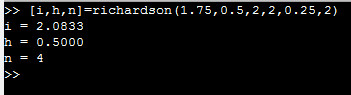 >> [i,h,n]=richardson(1.75,0.5,2,2,0.25,2)
i = 2.0833
h = 0.5000
n = 4
>>